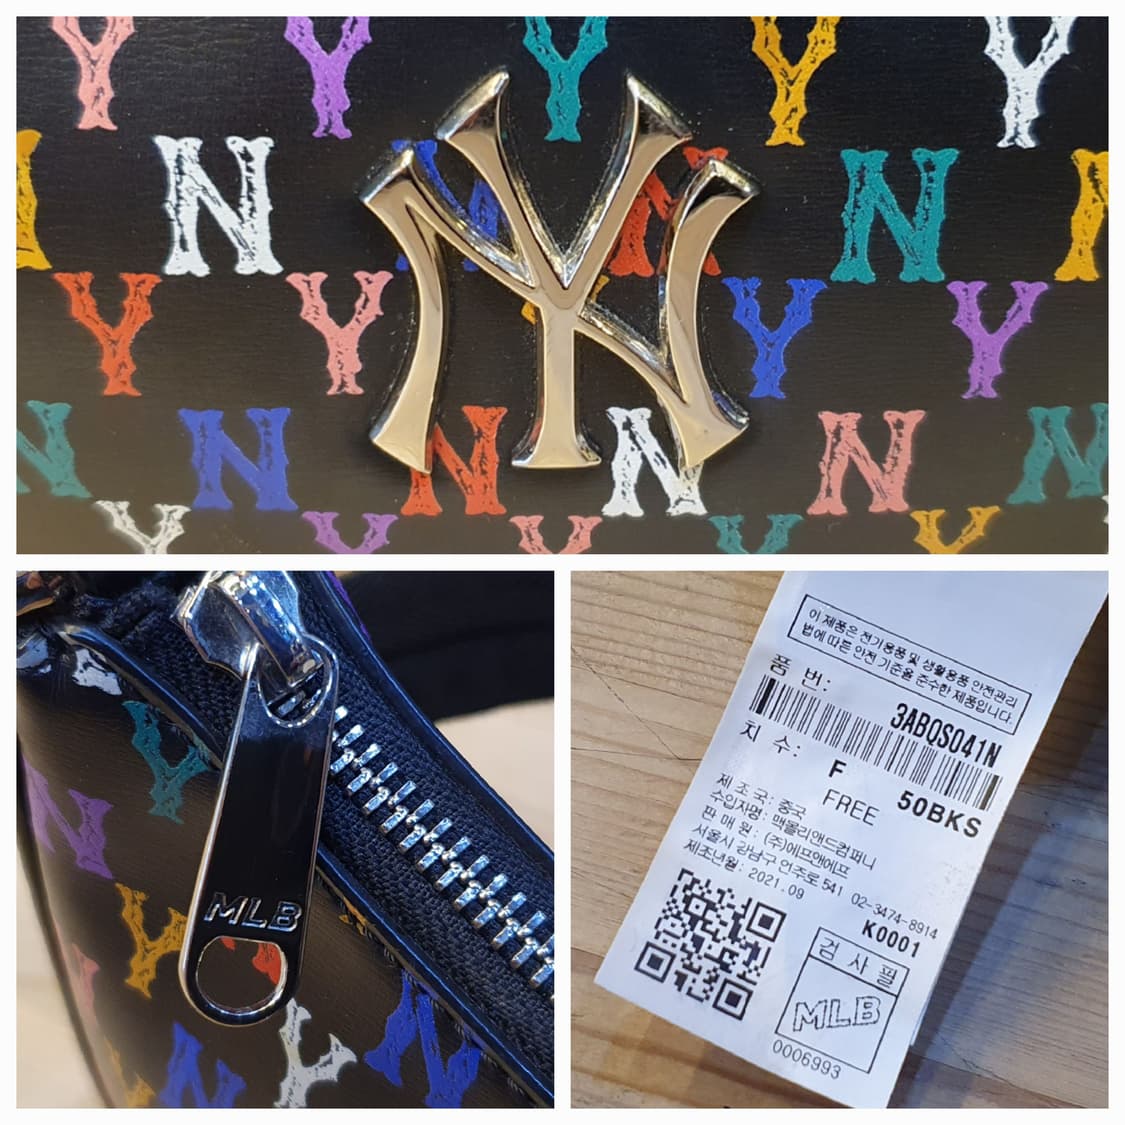 Y Y Y Y Y
N N N N N
NY
Y Y Y Y
N N N N N N
Y Y Y Y Y
MLB
Y
N
Y
N Y N
이 제품은 전기용품 및 생활용품 안전관리
법에 따른 안전 기준을 준수한 제품입니다.
품 번:
3ABQS041N
치 수: F 50BKS
FREE
제 조 국: 중국
수입자명: 맥몰리앤드컴퍼니
판 매 원: (주)에프앤에프
서울시 강남구 언주로 541 02-3474-8914
제조년월: 2021.09
K0001
검 사 필
MLB
0006993